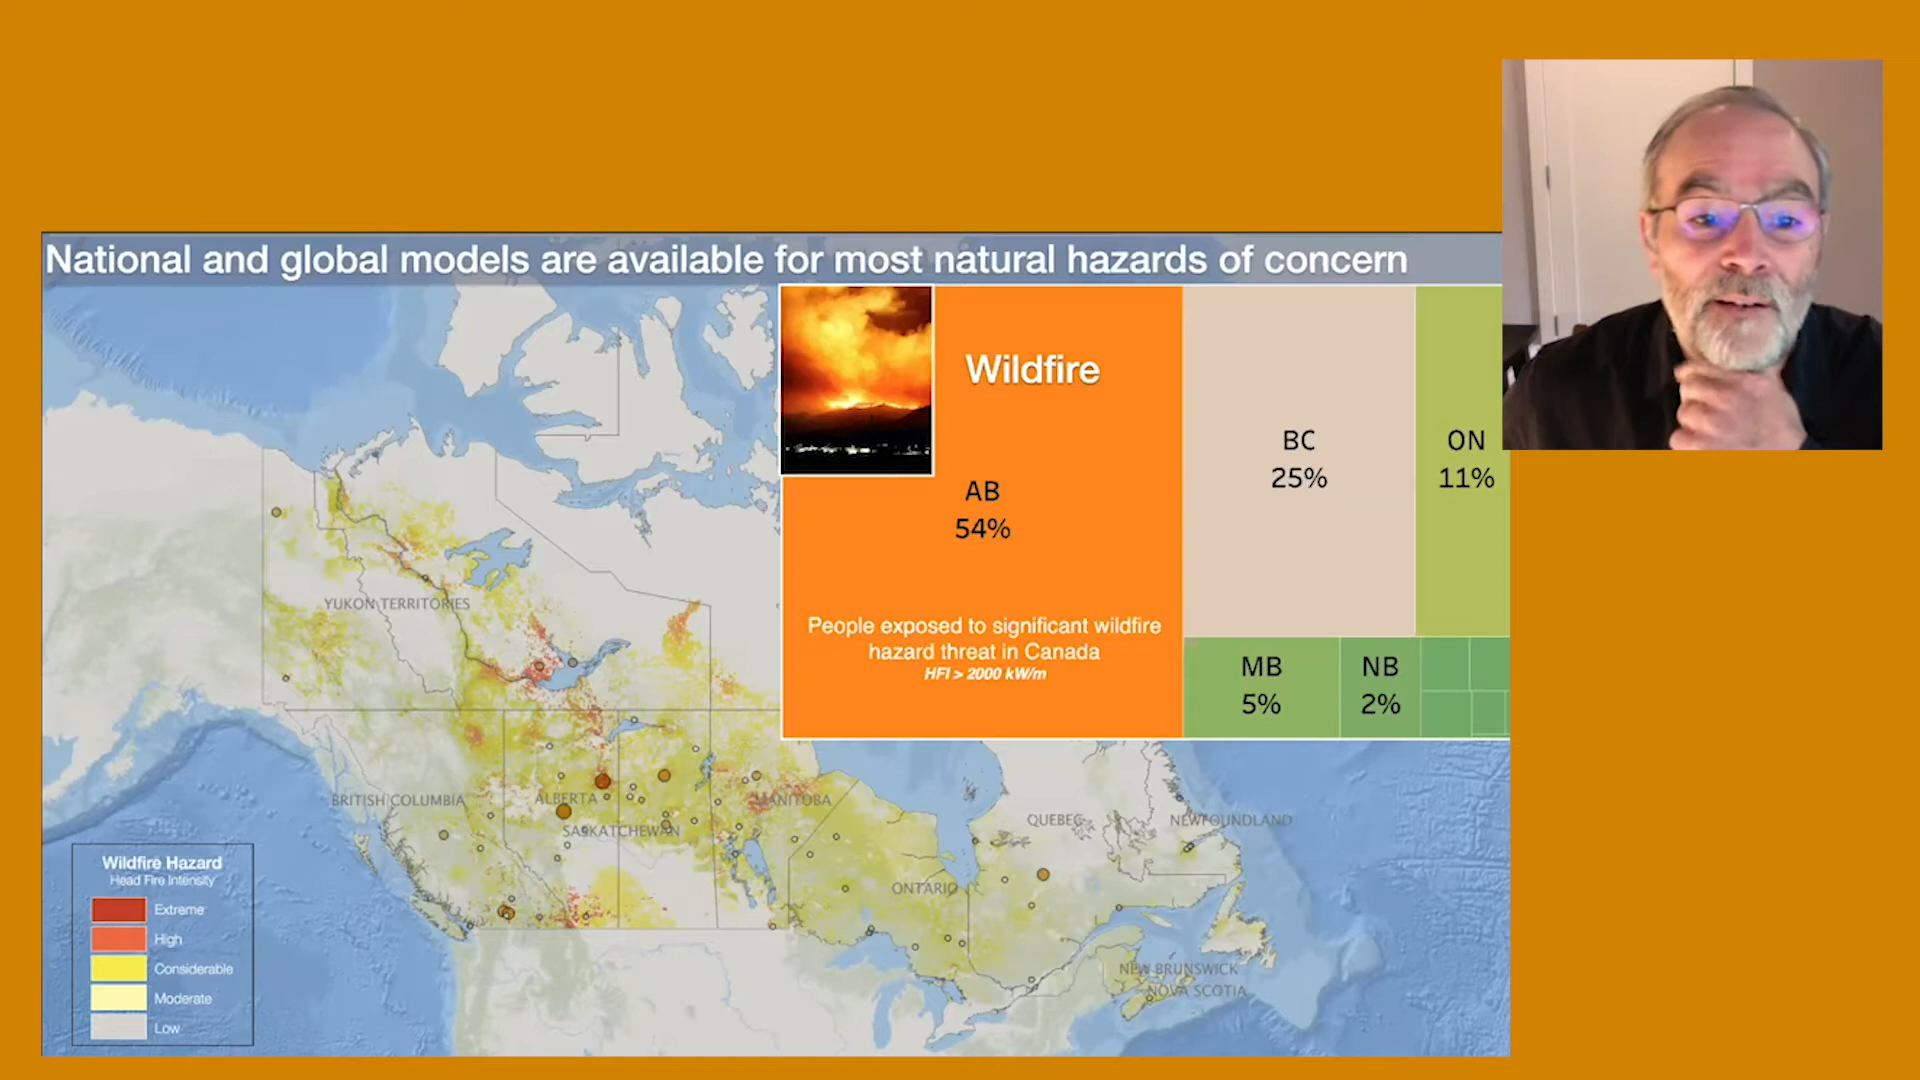 National and global models are available for most natural hazards of concern
Wildfire
AB
54%
People exposed to significant wildfire
hazard threat in Canada
HFI > 2000 kW/m
BC
25%
ON
11%
MB
5%
NB
2%
YUKON TERRITORIES
BRITISH COLUMBIA
ALBERTA
SASKATCHEWAN
MANITOBA
ONTARIO
QUEBEC
NEWFOUNDLAND
NEW BRUNSWICK
NOVA SCOTIA
Wildfire Hazard
Head Fire Intensity
Extreme
High
Considerable
Moderate
Low